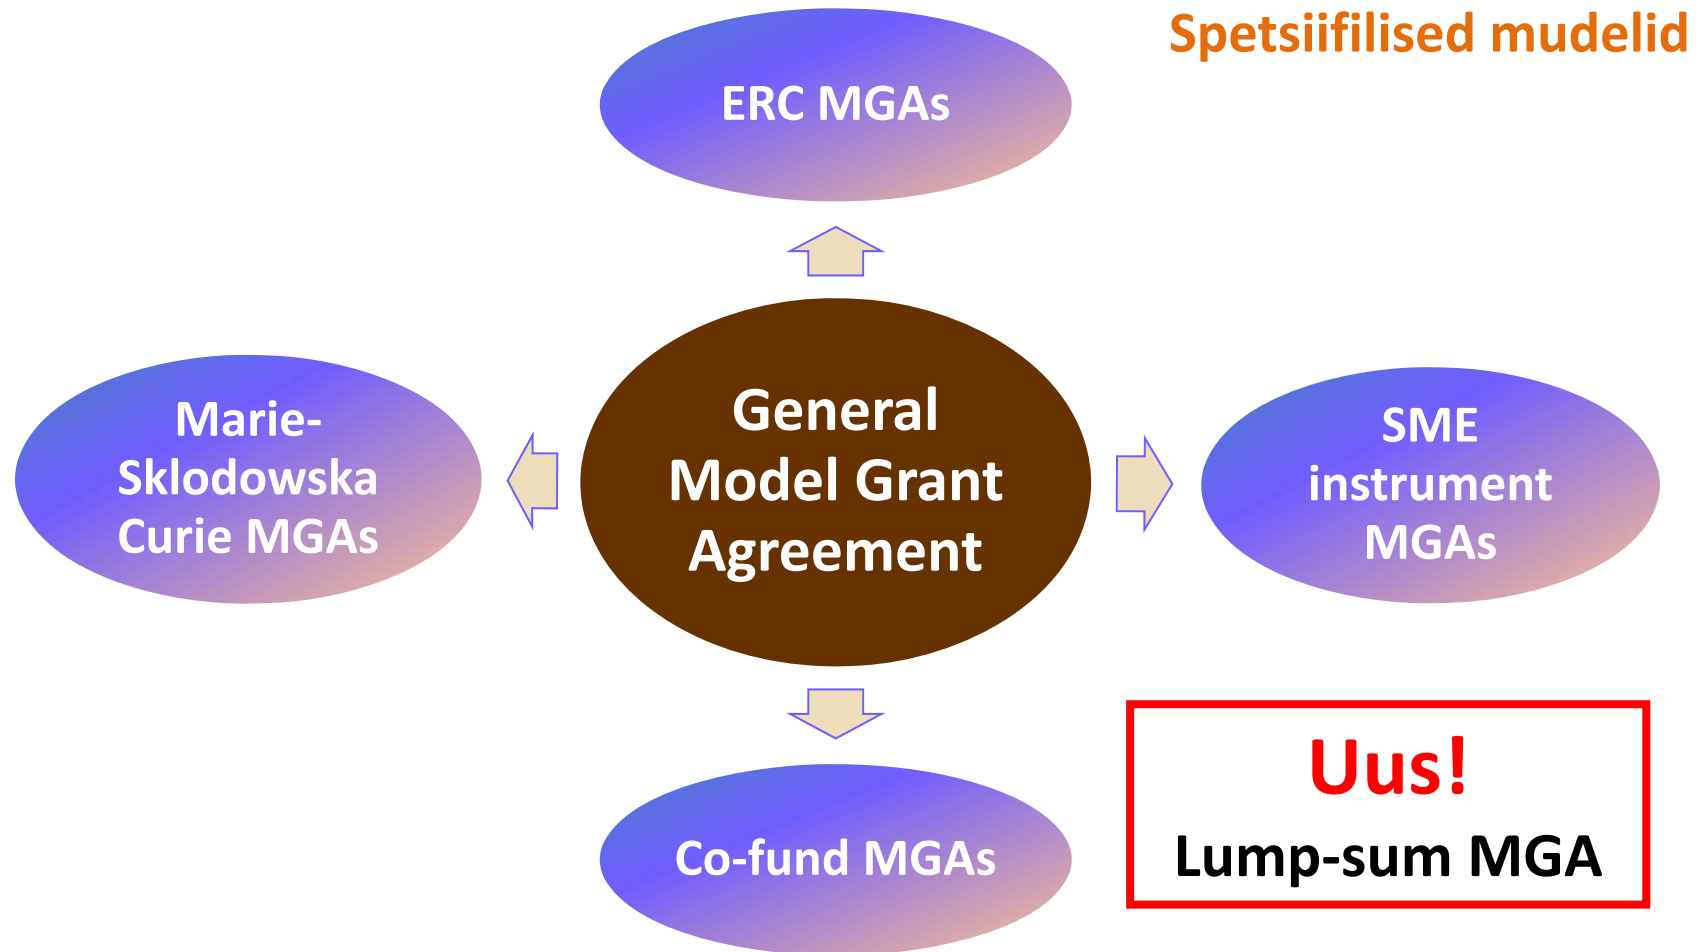 Spetsiifilised mudelid
ERC MGAs
Marie-
Sklodowska
Curie MGAs
General
Model Grant
Agreement
SME
instrument
MGAs
Co-fund MGAs
Uus!
Lump-sum MGA